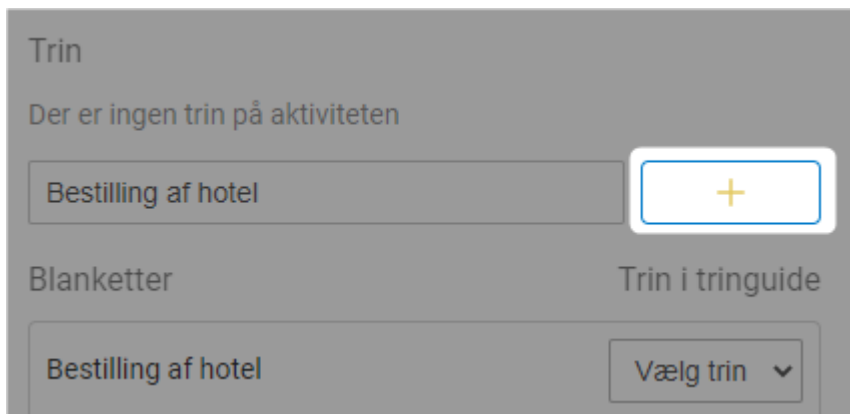 Trin
Der er ingen trin på aktiviteten
Bestilling af hotel +
Blanketter Trin i tringuide
Bestilling af hotel Vælg trin